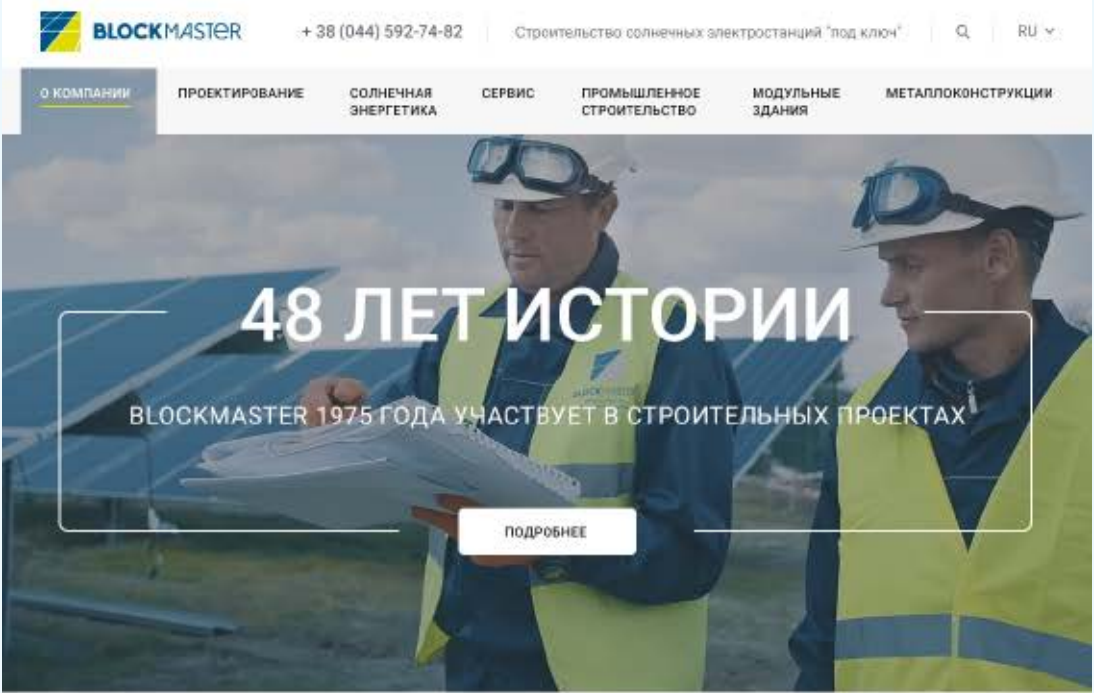 BLOCKMASTER
+ 38 (044) 592-74-82
Строительство солнечных электростанций "под ключ"
RU
О КОМПАНИИ
ПРОЕКТИРОВАНИЕ
СОЛНЕЧНАЯ
ЭНЕРГЕТИКА
СЕРВИС
ПРОМЫШЛЕННОЕ
СТРОИТЕЛЬСТВО
МОДУЛЬНЫЕ
ЗДАНИЯ
МЕТАЛЛОКОНСТРУКЦИИ
48 ЛЕТ ИСТОРИИ
BLOCKMASTER
BLOCKMASTER 1975 ГОДА УЧАСТВУЕТ В СТРОИТЕЛЬНЫХ ПРОЕКТАХ
ПОДРОБНЕЕ